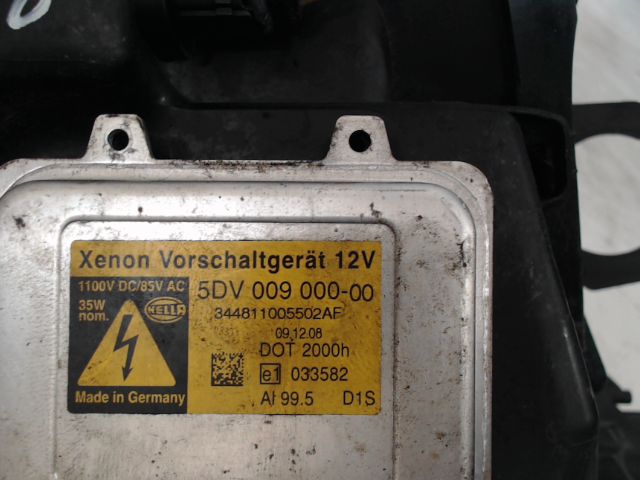 Xenon Vorschaltgerät 12V
1100V DC/85V AC
35W
nom.
HELLA
Made in Germany
5DV 009 000-00
344811005502AF
09.12.08
DOT 2000h
e1 033582
Al 99.5 D1S